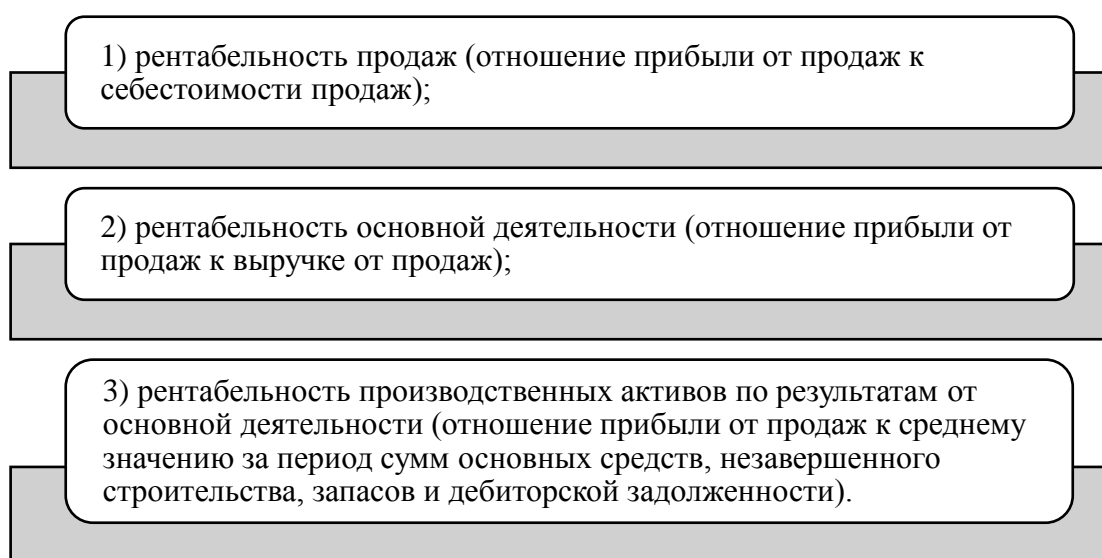 1) рентабельность продаж (отношение прибыли от продаж к
себестоимости продаж);
2) рентабельность основной деятельности (отношение прибыли от
продаж к выручке от продаж);
3) рентабельность производственных активов по результатам от
основной деятельности (отношение прибыли от продаж к среднему
значению за период сумм основных средств, незавершенного
строительства, запасов и дебиторской задолженности).